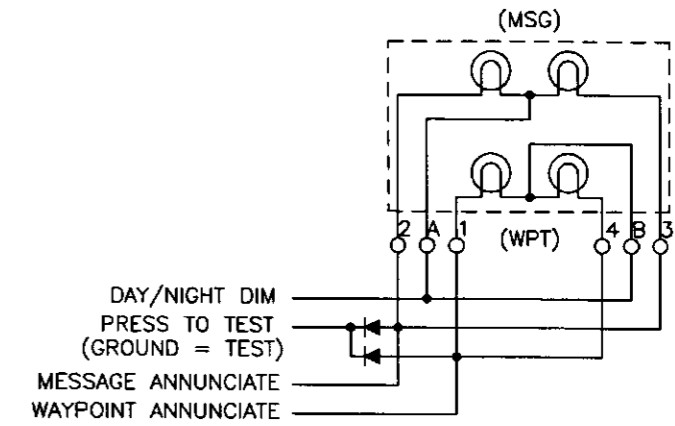 (MSG)
2 A 1 (WPT) 4 B 3
DAY/NIGHT DIM
PRESS TO TEST
(GROUND = TEST)
MESSAGE ANNUNCIATE
WAYPOINT ANNUNCIATE